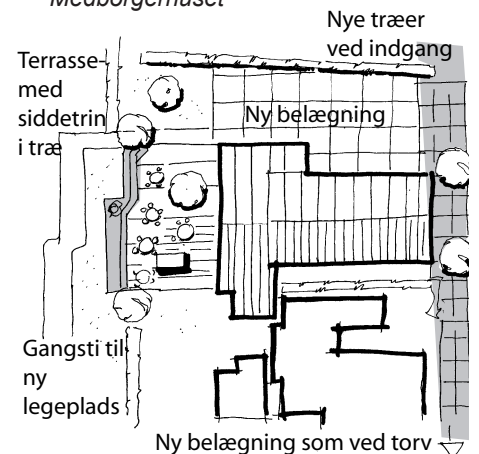 Medborgerhuset
Nye træer
ved indgang
Terrasse
med
siddetrin
i træ
Ny belægning
Gangsti til
ny
legeplads
Ny belægning som ved torv